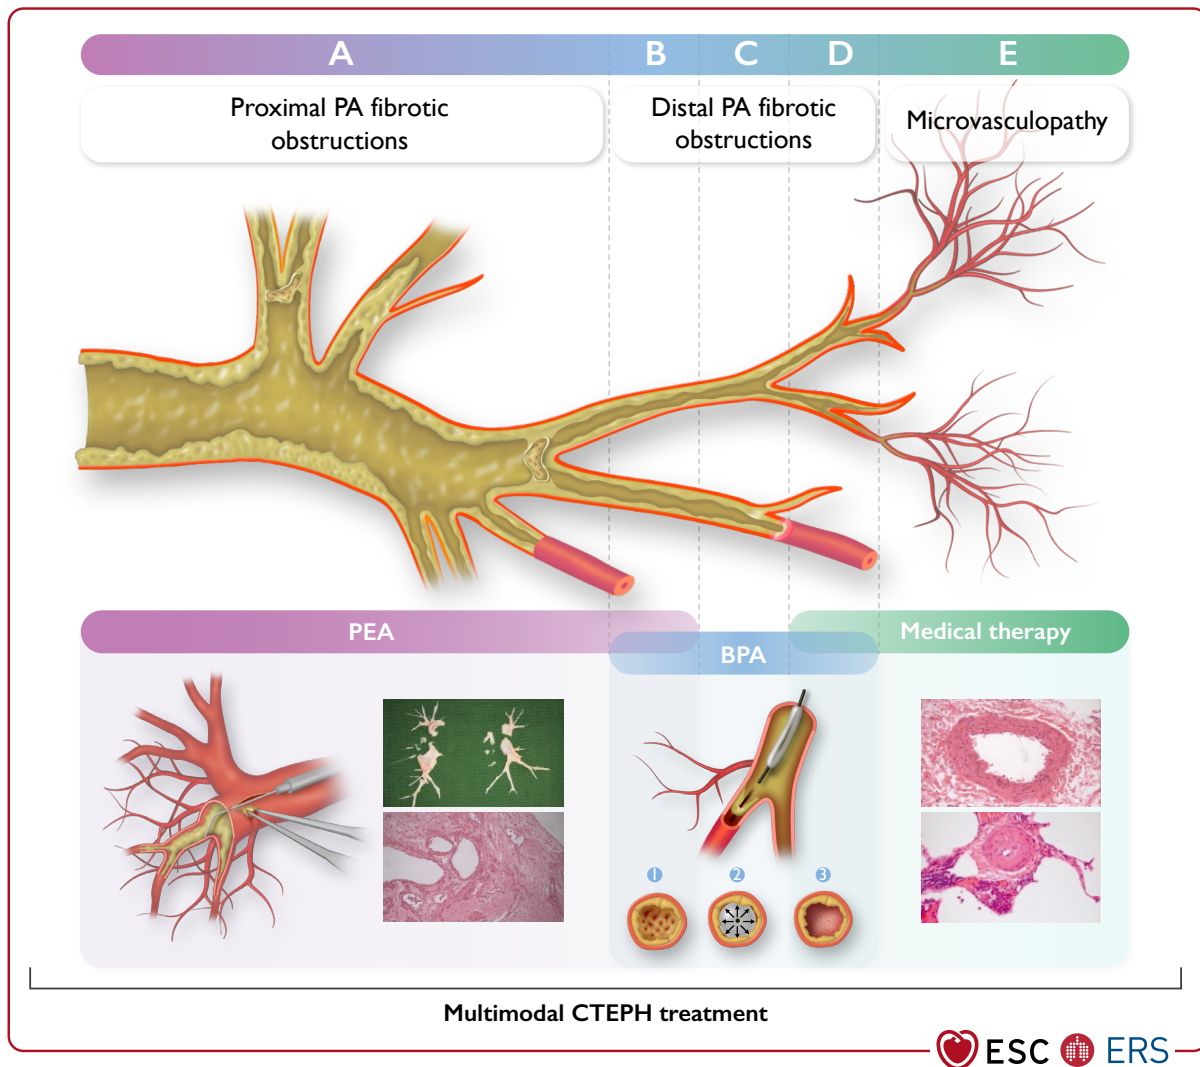 A B C D E
Proximal PA fibrotic
obstructions
Distal PA fibrotic
obstructions
Microvasculopathy
PEA
BPA
Medical therapy
1 2 3
Multimodal CTEPH treatment
ESC ERS